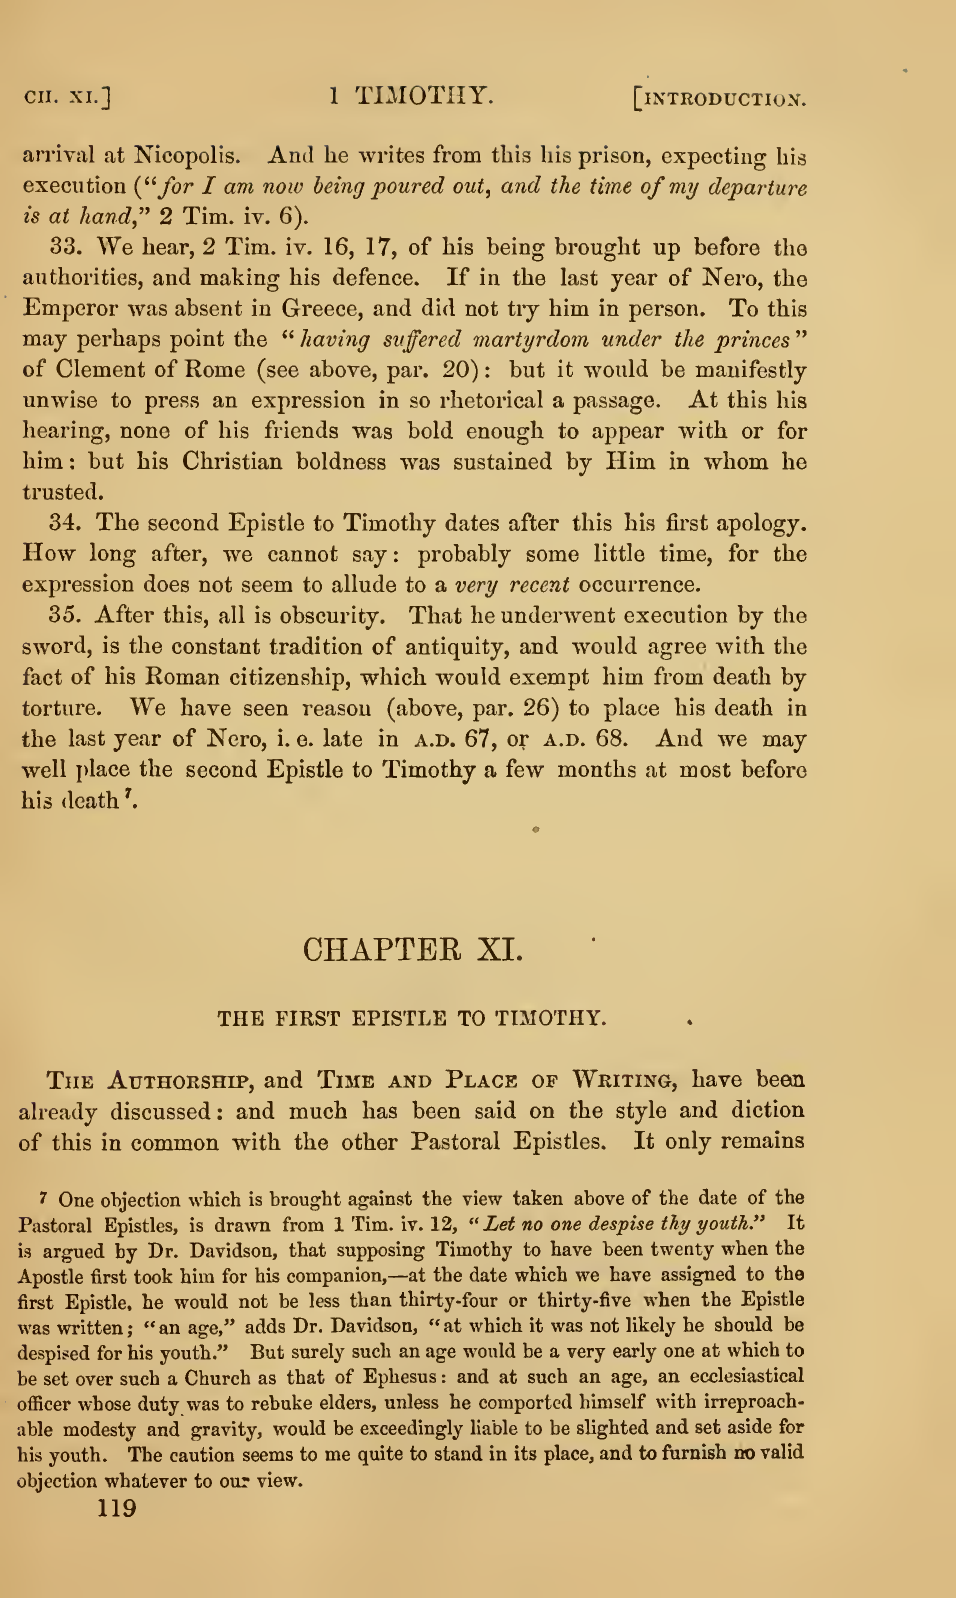 CH. XI.] 1 TIMOTHY. [INTRODUCTION.
arrival at Nicopolis. And he writes from this his prison, expecting his
execution (“for I am now being poured out, and the time of my departure
is at hand,” 2 Tim. iv. 6).
33. We hear, 2 Tim. iv. 16, 17, of his being brought up before the
authorities, and making his defence. If in the last year of Nero, the
Emperor was absent in Greece, and did not try him in person. To this
may perhaps point the “having suffered martyrdom under the princes”
of Clement of Rome (see above, par. 20): but it would be manifestly
unwise to press an expression in so rhetorical a passage. At this his
hearing, none of his friends was bold enough to appear with or for
him: but his Christian boldness was sustained by Him in whom he
trusted.
34. The second Epistle to Timothy dates after this his first apology.
How long after, we cannot say: probably some little time, for the
expression does not seem to allude to a very recent occurrence.
35. After this, all is obscurity. That he underwent execution by the
sword, is the constant tradition of antiquity, and would agree with the
fact of his Roman citizenship, which would exempt him from death by
torture. We have seen reason (above, par. 26) to place his death in
the last year of Nero, i. e. late in A.D. 67, or A.D. 68. And we may
well place the second Epistle to Timothy a few months at most before
his death 7.
CHAPTER XI.
THE FIRST EPISTLE TO TIMOTHY.
THE AUTHORSHIP, and TIME AND PLACE OF WRITING, have been
already discussed: and much has been said on the style and diction
of this in common with the other Pastoral Epistles. It only remains
7 One objection which is brought against the view taken above of the date of the
Pastoral Epistles, is drawn from 1 Tim. iv. 12, “Let no one despise thy youth.” It
is argued by Dr. Davidson, that supposing Timothy to have been twenty when the
Apostle first took him for his companion,—at the date which we have assigned to the
first Epistle, he would not be less than thirty-four or thirty-five when the Epistle
was written; “an age,” adds Dr. Davidson, “at which it was not likely he should be
despised for his youth.” But surely such an age would be a very early one at which to
be set over such a Church as that of Ephesus: and at such an age, an ecclesiastical
officer whose duty was to rebuke elders, unless he comported himself with irreproach-
able modesty and gravity, would be exceedingly liable to be slighted and set aside for
his youth. The caution seems to me quite to stand in its place, and to furnish no valid
objection whatever to our view.
119